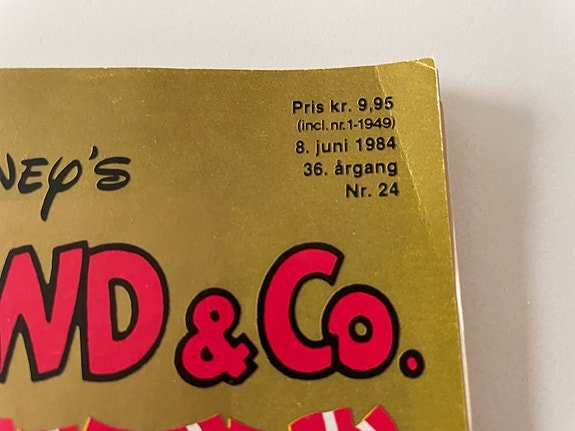 Pris kr. 9,95
(incl. nr. 1-1949)
8. juni 1984
36. årgang
Nr. 24
NEY'S
ND & Co.